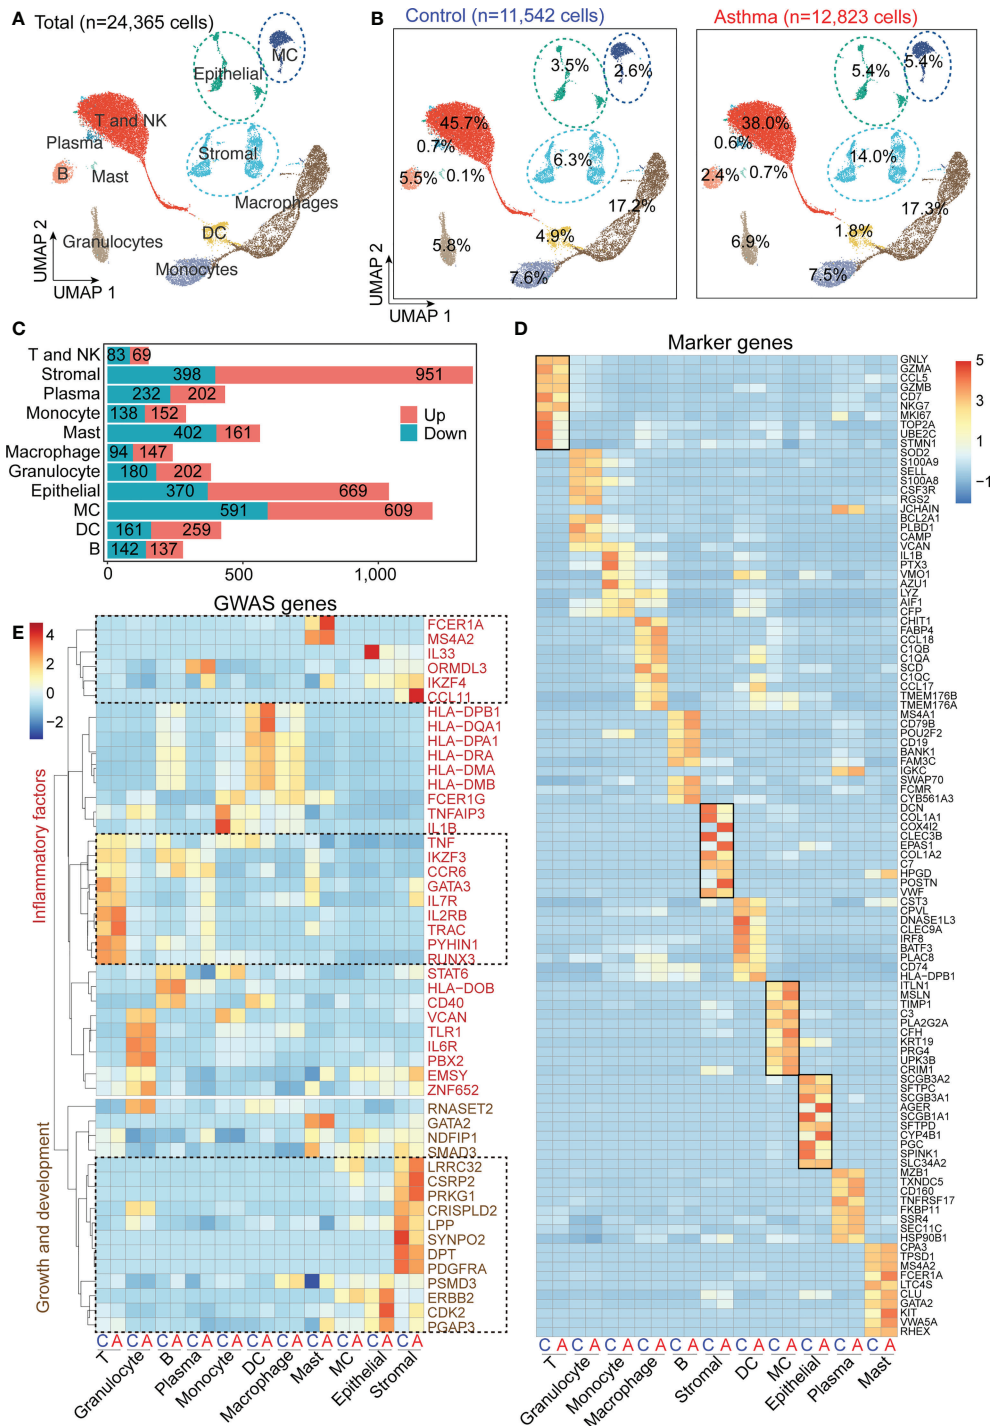 A Total (n=24,365 cells)
MC
Epithelial
T and NK
Plasma
Stromal
B
Mast
Macrophages
DC
Granulocytes
Monocytes
UMAP 2
UMAP 1
B
Control (n=11,542 cells)
3.5%
2.6%
45.7%
0.7%
6.3%
5.5%
0.1%
17.2%
4.9%
5.8%
7.6%
UMAP 2
UMAP 1
Asthma (n=12,823 cells)
5.4%
5.4%
38.0%
0.6%
14.0%
2.4%
0.7%
17.3%
1.8%
6.9%
7.5%
C
T and NK 83 69
Stromal 398 951
Plasma 232 202
Monocyte 138 152
Mast 402 161
Macrophage 94 147
Granulocyte 180 202
Epithelial 370 669
MC 591 609
DC 161 259
B 142 137
Up
Down
0 500 1,000
D
Marker genes
5
3
1
−1
GNLY
GZMA
CCL5
GZMB
CD7
NKG7
MKI67
TOP2A
UBE2C
STMN1
SOD2
S100A9
SELL
S100A8
CSF3R
RGS2
JCHAIN
BCL2A1
PLBD1
CAMP
VCAN
IL1B
PTX3
VMO1
AZU1
LYZ
AIF1
CFP
CHIT1
FABP4
CCL18
C1QB
C1QA
SCD
C1QC
CCL17
TMEM176B
TMEM176A
MS4A1
CD79B
POU2F2
CD19
BANK1
FAM3C
IGKC
SWAP70
FCMR
CYB561A3
DCN
COL1A1
COX4I2
CLEC3B
EPAS1
COL1A2
C7
HPGD
POSTN
VWF
CST3
CPVL
DNASE1L3
CLEC9A
IRF8
BATF3
PLAC8
CD74
HLA−DPB1
ITLN1
MSLN
TIMP1
C3
PLA2G2A
CFH
KRT19
PRG4
UPK3B
CRIM1
SCGB3A2
SFTPC
SCGB3A1
AGER
SCGB1A1
SFTPD
CYP4B1
PGC
SPINK1
SLC34A2
MZB1
TXNDC5
CD160
TNFRSF17
FKBP11
SSR4
SEC11C
HSP90B1
CPA3
TPSD1
MS4A2
FCER1A
LTC4S
CLU
GATA2
KIT
VWA5A
RHEX
C A C A C A C A C A C A C A C A C A C A C A
T
Granulocyte
Monocyte
Macrophage
B
Stromal
DC
MC
Epithelial
Plasma
Mast
E
GWAS genes
4
2
0
−2
Inflammatory factors
Growth and development
FCER1A
MS4A2
IL33
ORMDL3
IKZF4
CCL11
HLA−DPB1
HLA−DQA1
HLA−DPA1
HLA−DRA
HLA−DMA
HLA−DMB
FCER1G
TNFAIP3
IL1B
TNF
IKZF3
CCR6
GATA3
IL7R
IL2RB
TRAC
PYHIN1
RUNX3
STAT6
HLA−DOB
CD40
VCAN
TLR1
IL6R
PBX2
EMSY
ZNF652
RNASET2
GATA2
NDFIP1
SMAD3
LRRC32
CSRP2
PRKG1
CRISPLD2
LPP
SYNPO2
DPT
PDGFRA
PSMD3
ERBB2
CDK2
PGAP3
C A C A C A C A C A C A C A C A C A C A C A
T
Granulocyte
B
Plasma
Monocyte
DC
Macrophage
Mast
MC
Epithelial
Stromal